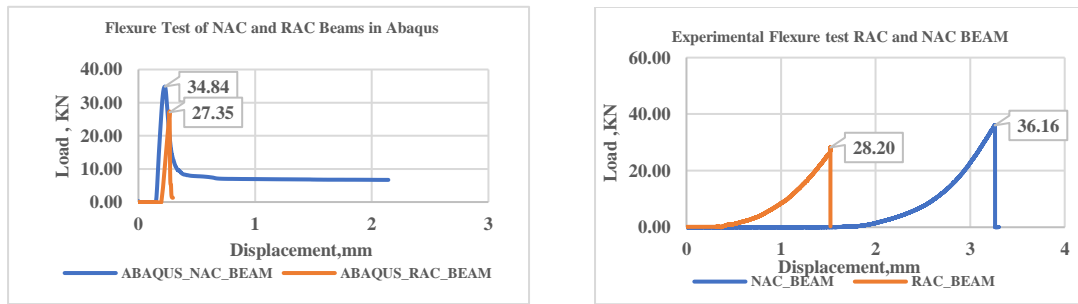 Flexure Test of NAC and RAC Beams in Abaqus
40.00
30.00
20.00
10.00
0.00
Load , KN
34.84
27.35
0
1
2
3
Displacement,mm
ABAQUS_NAC_BEAM
ABAQUS_RAC_BEAM
Experimental Flexure test RAC and NAC BEAM
60.00
40.00
20.00
0.00
Load ,KN
28.20
36.16
0
1
2
3
4
Displacement,mm
NAC_BEAM
RAC_BEAM